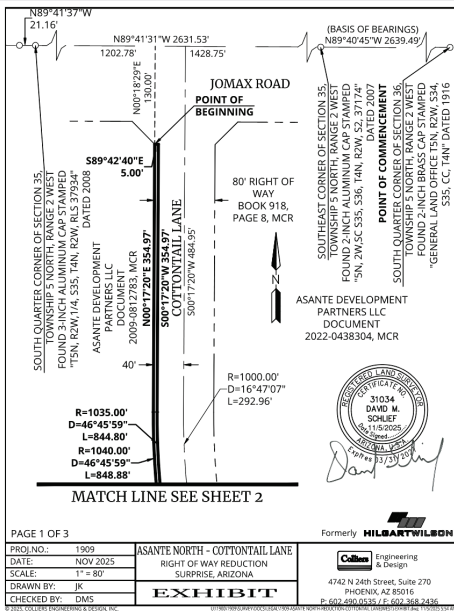 N89°41'37"W
21.16'
N89°41'31"W 2631.53'
1202.78'
1428.75'
(BASIS OF BEARINGS)
N89°40'45"W 2639.49'
N00°18'29"E
130.00'
JOMAX ROAD
POINT OF
BEGINNING
S89°42'40"E
5.00'
80' RIGHT OF
WAY
BOOK 918,
PAGE 8, MCR
SOUTH QUARTER CORNER OF SECTION 35,
TOWNSHIP 5 NORTH, RANGE 2 WEST
FOUND 3-INCH ALUMINUM CAP STAMPED
"T5N, R2W,1/4, S35, T4N, R2W, RLS 37934"
DATED 2008
ASANTE DEVELOPMENT
PARTNERS LLC
DOCUMENT
2009-0812783, MCR
N00°17'20"E 354.97'
S00°17'20"W 354.97'
COTTONTAIL LANE
S00°17'20"W 484.95'
SOUTHEAST CORNER OF SECTION 35,
TOWNSHIP 5 NORTH, RANGE 2 WEST
FOUND 2-INCH ALUMINUM CAP STAMPED
"5N, 2W,SC S35, S36, T4N, R2W, S2, 37174"
DATED 2007
POINT OF COMMENCEMENT
SOUTH QUARTER CORNER OF SECTION 36,
TOWNSHIP 5 NORTH, RANGE 2 WEST
FOUND 2-INCH BRASS CAP STAMPED
"GENERAL LAND OFFICE T5N, R2W, S34,
S35, CC, T4N" DATED 1916
N
ASANTE DEVELOPMENT
PARTNERS LLC
DOCUMENT
2022-0438304, MCR
40'
R=1000.00'
D=16°47'07"
L=292.96'
R=1035.00'
D=46°45'59"
L=844.80'
R=1040.00'
D=46°45'59"
L=848.88'
REGISTERED LAND SURVEYOR
CERTIFICATE NO.
31034
DAVID M.
SCHLIEF
11/5/2025
Date Signed
ARIZONA, U.S.A.
Expires 03/31/
MATCH LINE SEE SHEET 2
PAGE 1 OF 3
Formerly HILGARTWILSON
PROJ.NO.: 1909
DATE: NOV 2025
SCALE: 1" = 80'
DRAWN BY: JK
CHECKED BY: DMS
ASANTE NORTH - COTTONTAIL LANE
RIGHT OF WAY REDUCTION
SURPRISE, ARIZONA
EXHIBIT
Colliers Engineering
& Design
4742 N 24th Street, Suite 270
PHOENIX, AZ 85016
P: 602.490.0535 / F: 602.368.2436
© 2025, COLLIERS ENGINEERING & DESIGN, INC.